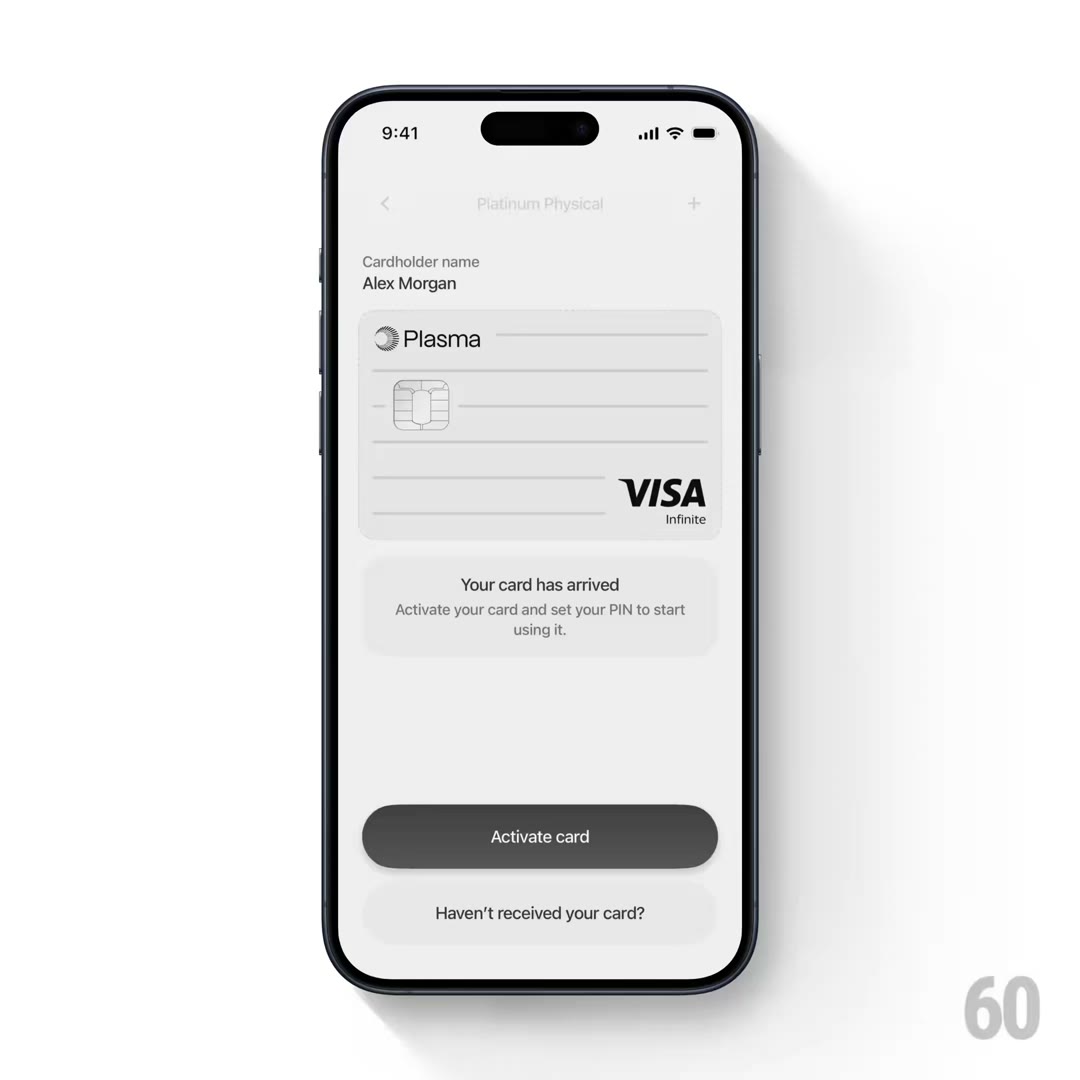 9:41
Platinum Physical
Cardholder name
Alex Morgan
Plasma
VISA
Infinite
Your card has arrived
Activate your card and set your PIN to start
using it.
Activate card
Haven’t received your card?
60